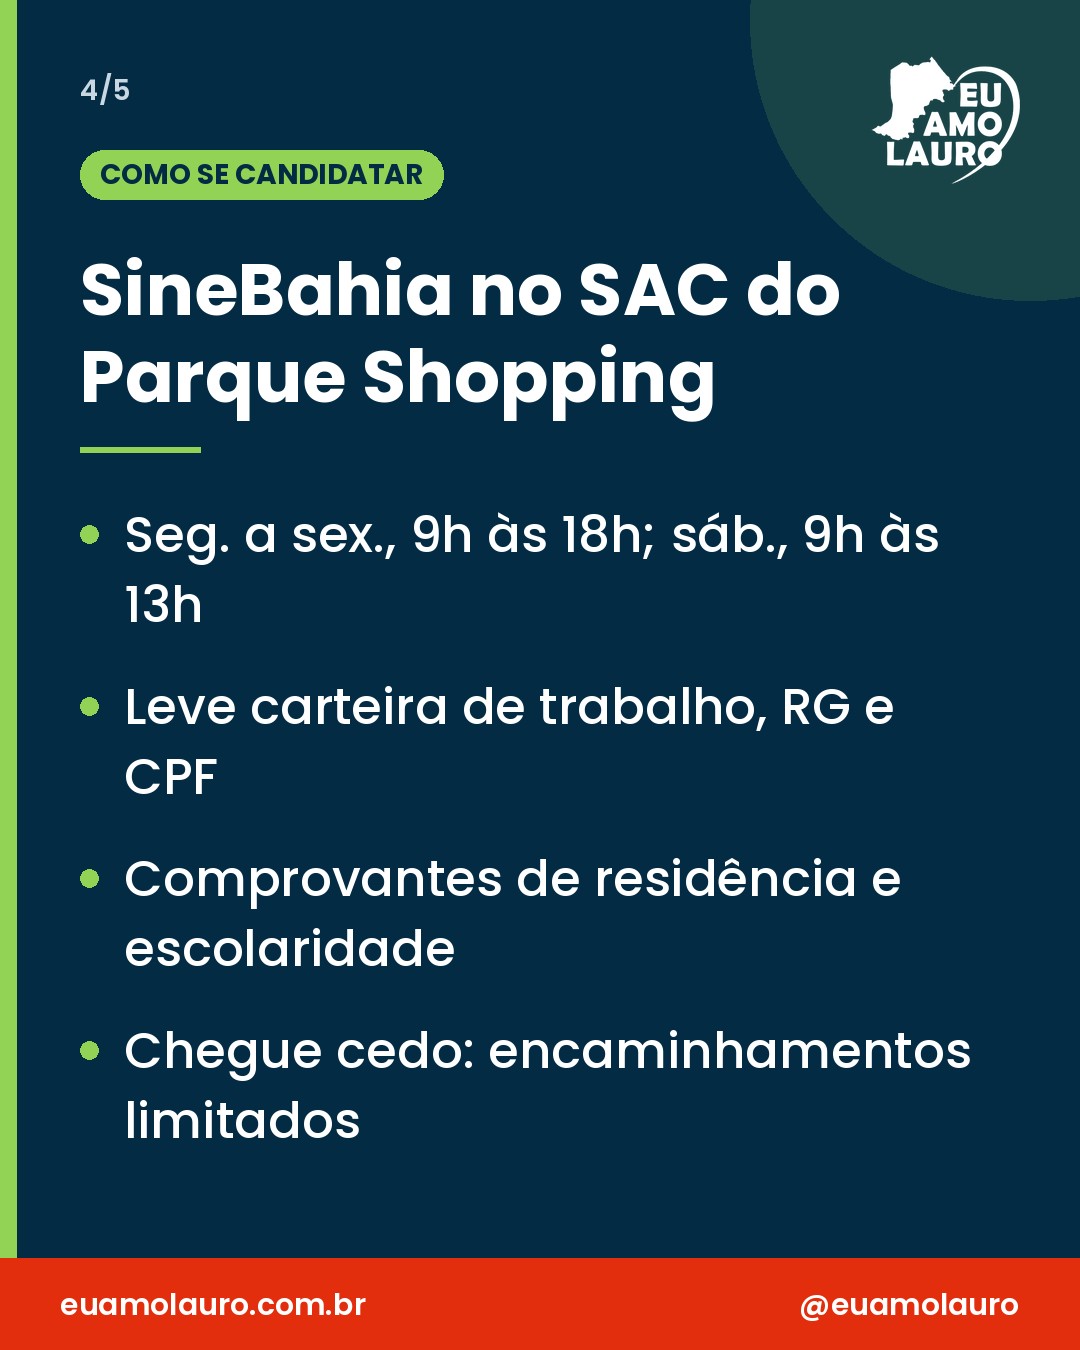 4/5
EU
AMO
LAURO
COMO SE CANDIDATAR
SineBahia no SAC do
Parque Shopping
Seg. a sex., 9h às 18h; sáb., 9h às
13h
Leve carteira de trabalho, RG e
CPF
Comprovantes de residência e
escolaridade
Chegue cedo: encaminhamentos
limitados
euamolauro.com.br
@euamolauro